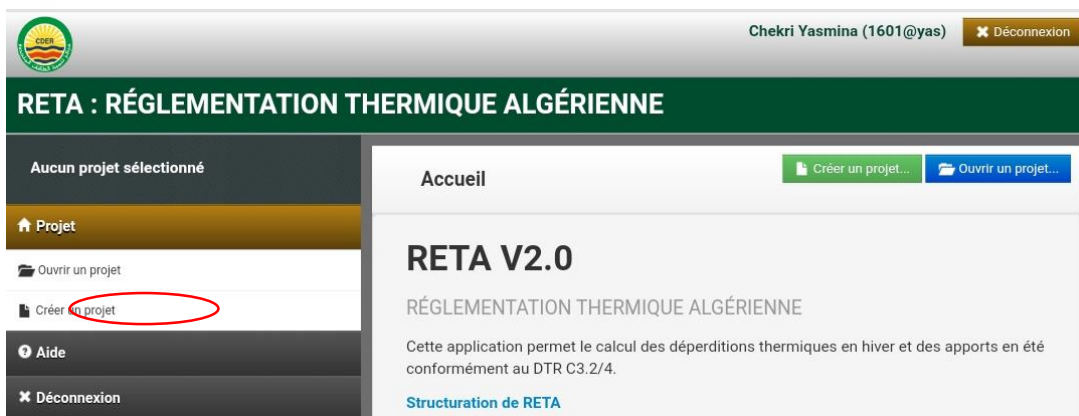 CDER
Chekri Yasmina (1601@yas)
Déconnexion
RETA : RÉGLEMENTATION THERMIQUE ALGÉRIENNE
Aucun projet sélectionné
Projet
Ouvrir un projet
Créer un projet
Aide
Déconnexion
Accueil
Créer un projet...
Ouvrir un projet...
RETA V2.0
RÉGLEMENTATION THERMIQUE ALGÉRIENNE
Cette application permet le calcul des déperditions thermiques en hiver et des apports en été
conformément au DTR C3.2/4.
Structuration de RETA